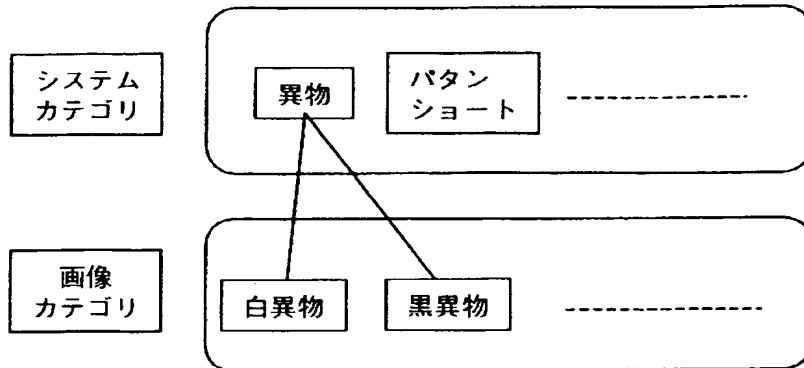 システム
カテゴリ
異物
パタン
ショート
画像
カテゴリ
白異物
黒異物